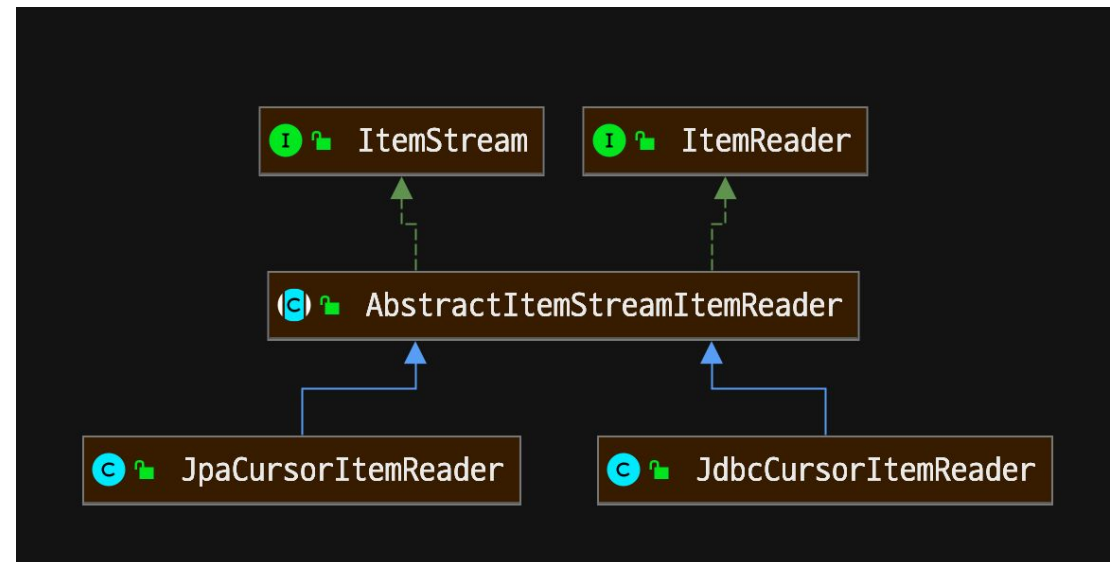 I ItemStream
I ItemReader
C AbstractItemStreamItemReader
C JpaCursorItemReader
C JdbcCursorItemReader